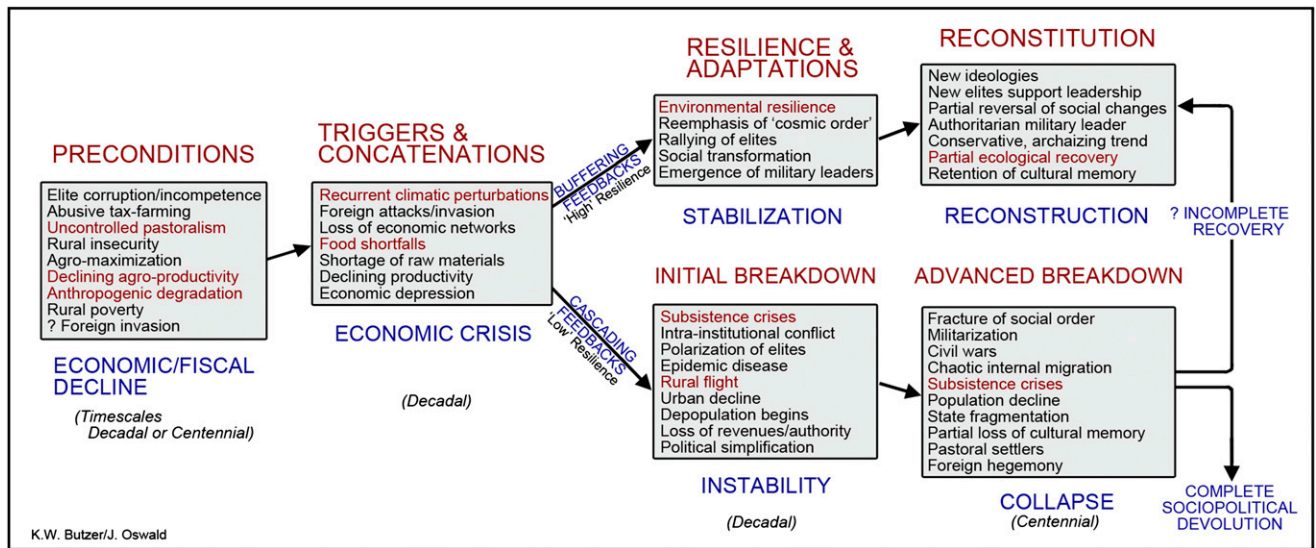 PRECONDITIONS
Elite corruption/incompetence
Abusive tax-farming
Uncontrolled pastoralism
Rural insecurity
Agro-maximization
Declining agro-productivity
Anthropogenic degradation
Rural poverty
? Foreign invasion
ECONOMIC/FISCAL
DECLINE
(Timescales
Decadal or Centennial)
TRIGGERS &
CONCATENATIONS
Recurrent climatic perturbations
Foreign attacks/invasion
Loss of economic networks
Food shortfalls
Shortage of raw materials
Declining productivity
Economic depression
ECONOMIC CRISIS
(Decadal)
BUFFERING
FEEDBACKS
'High' Resilience
CASCADING
FEEDBACKS
'Low' Resilience
RESILIENCE &
ADAPTATIONS
Environmental resilience
Reemphasis of 'cosmic order'
Rallying of elites
Social transformation
Emergence of military leaders
STABILIZATION
RECONSTITUTION
New ideologies
New elites support leadership
Partial reversal of social changes
Authoritarian military leader
Conservative, archaizing trend
Partial ecological recovery
Retention of cultural memory
RECONSTRUCTION
? INCOMPLETE
RECOVERY
INITIAL BREAKDOWN
Subsistence crises
Intra-institutional conflict
Polarization of elites
Epidemic disease
Rural flight
Urban decline
Depopulation begins
Loss of revenues/authority
Political simplification
INSTABILITY
(Decadal)
ADVANCED BREAKDOWN
Fracture of social order
Militarization
Civil wars
Chaotic internal migration
Subsistence crises
Population decline
State fragmentation
Partial loss of cultural memory
Pastoral settlers
Foreign hegemony
COLLAPSE
(Centennial)
COMPLETE
SOCIOPOLITICAL
DEVOLUTION
K.W. Butzer/J. Oswald